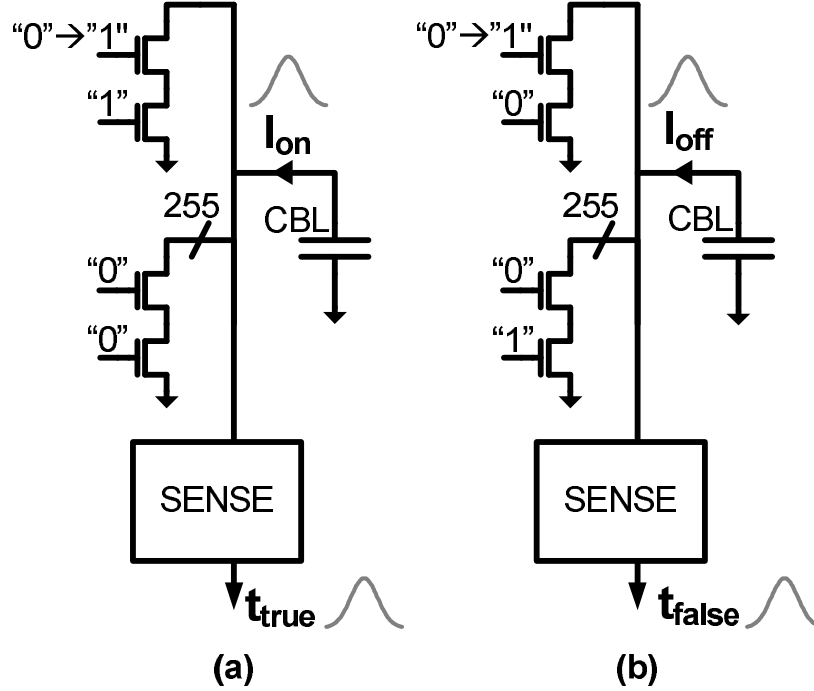 “0”→”1"
“1”
Ion
255
CBL
“0”
“0”
SENSE
ttrue
(a)
“0”→”1"
“0”
Ioff
255
CBL
“0”
“1”
SENSE
tfalse
(b)